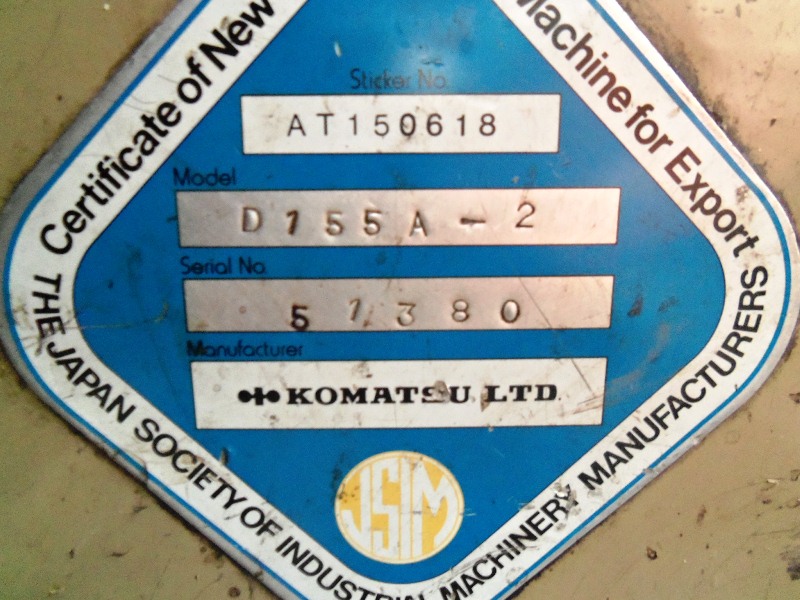 Certificate of New
Machine for Export
Sticker No.
AT150618
Model
D155A-2
Serial No.
51380
Manufacturer
KOMATSU LTD.
JSIM
THE JAPAN SOCIETY OF INDUSTRIAL MACHINERY MANUFACTURERS